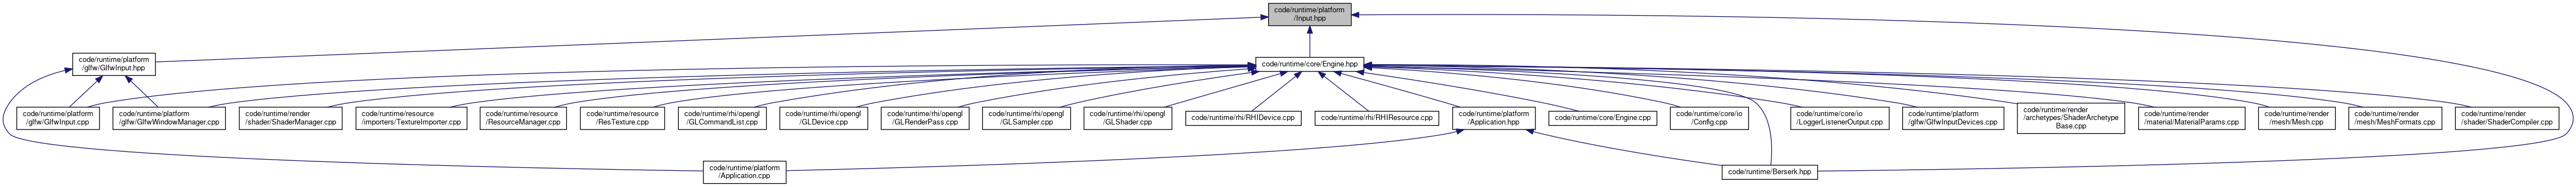 code/runtime/platform
/Input.hpp
code/runtime/platform
/glfw/GlfwInput.hpp
code/runtime/core/Engine.hpp
code/runtime/platform
/glfw/GlfwInput.cpp
code/runtime/platform
/glfw/GlfwWindowManager.cpp
code/runtime/render
/shader/ShaderManager.cpp
code/runtime/resource
/importers/TextureImporter.cpp
code/runtime/resource
/ResourceManager.cpp
code/runtime/resource
/ResTexture.cpp
code/runtime/rhi/opengl
/GLCommandList.cpp
code/runtime/rhi/opengl
/GLDevice.cpp
code/runtime/rhi/opengl
/GLRenderPass.cpp
code/runtime/rhi/opengl
/GLSampler.cpp
code/runtime/rhi/opengl
/GLShader.cpp
code/runtime/rhi/RHIDevice.cpp
code/runtime/rhi/RHIResource.cpp
code/runtime/platform
/Application.hpp
code/runtime/core/Engine.cpp
code/runtime/core/io
/Config.cpp
code/runtime/core/io
/LoggerListenerOutput.cpp
code/runtime/platform
/glfw/GlfwInputDevices.cpp
code/runtime/render
/archetypes/ShaderArchetype
Base.cpp
code/runtime/render
/material/MaterialParams.cpp
code/runtime/render
/mesh/Mesh.cpp
code/runtime/render
/mesh/MeshFormats.cpp
code/runtime/render
/shader/ShaderCompiler.cpp
code/runtime/platform
/Application.cpp
code/runtime/Berserk.hpp